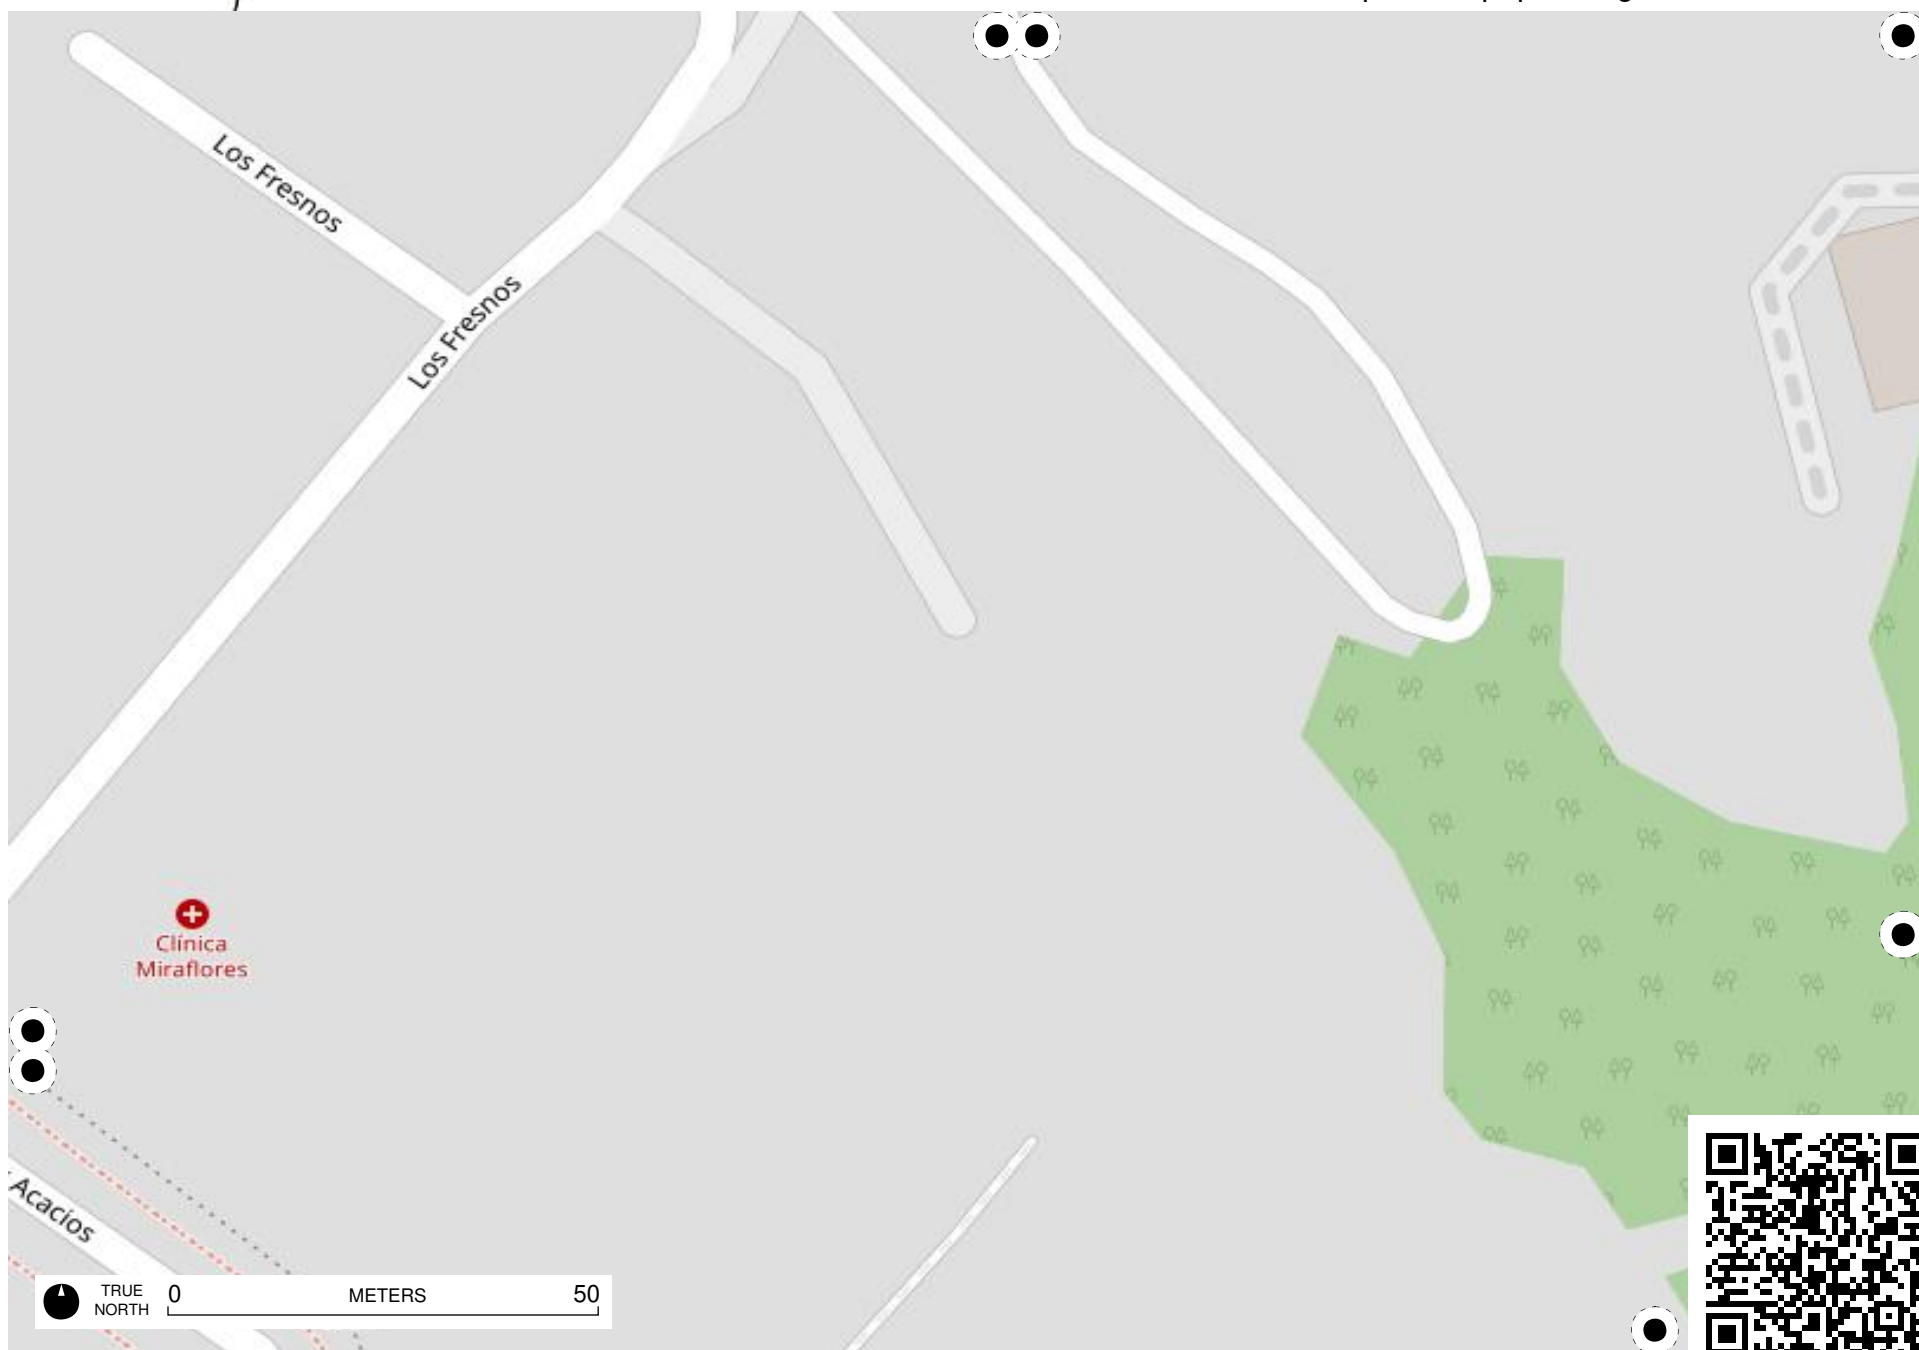 Los Fresnos
Los Fresnos
Clínica
Miraflores
Acacios
TRUE
NORTH
0 METERS 50